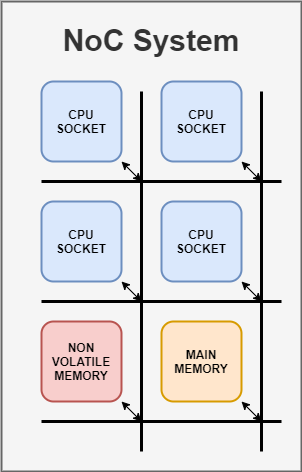 NoC System
CPU
SOCKET
CPU
SOCKET
CPU
SOCKET
CPU
SOCKET
NON
VOLATILE
MEMORY
MAIN
MEMORY